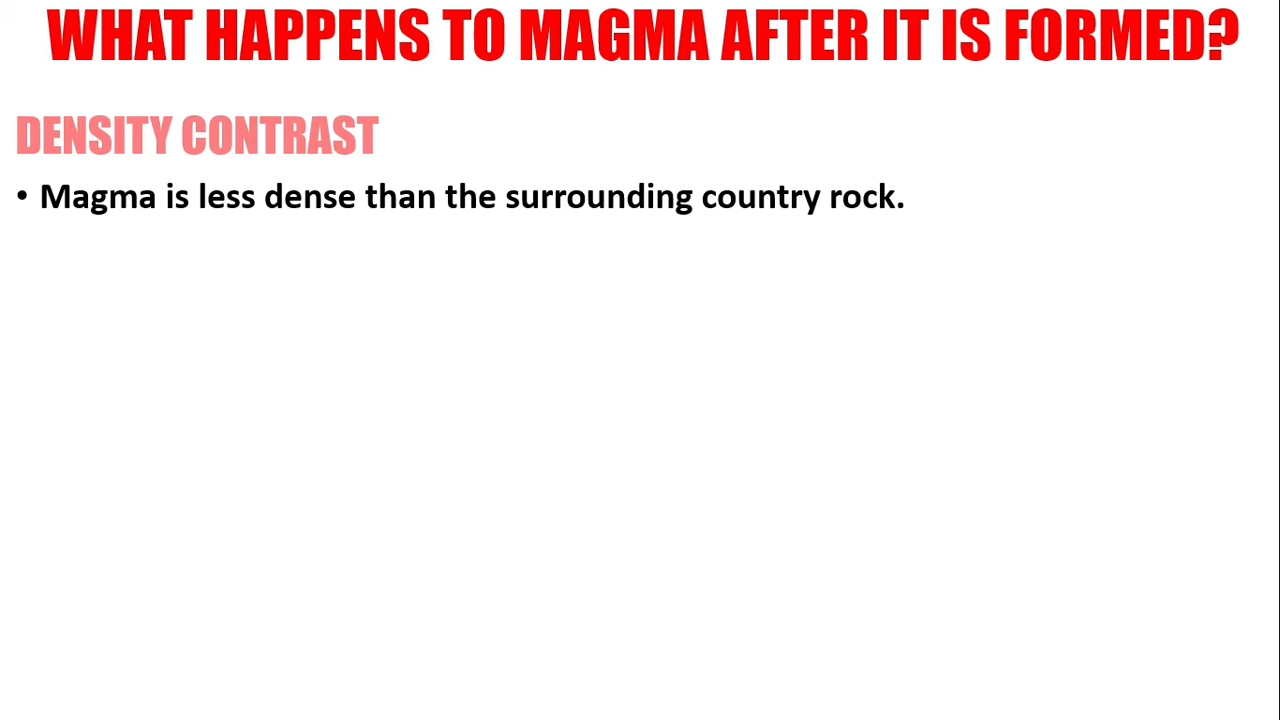 WHAT HAPPENS TO MAGMA AFTER IT IS FORMED?
DENSITY CONTRAST
• Magma is less dense than the surrounding country rock.